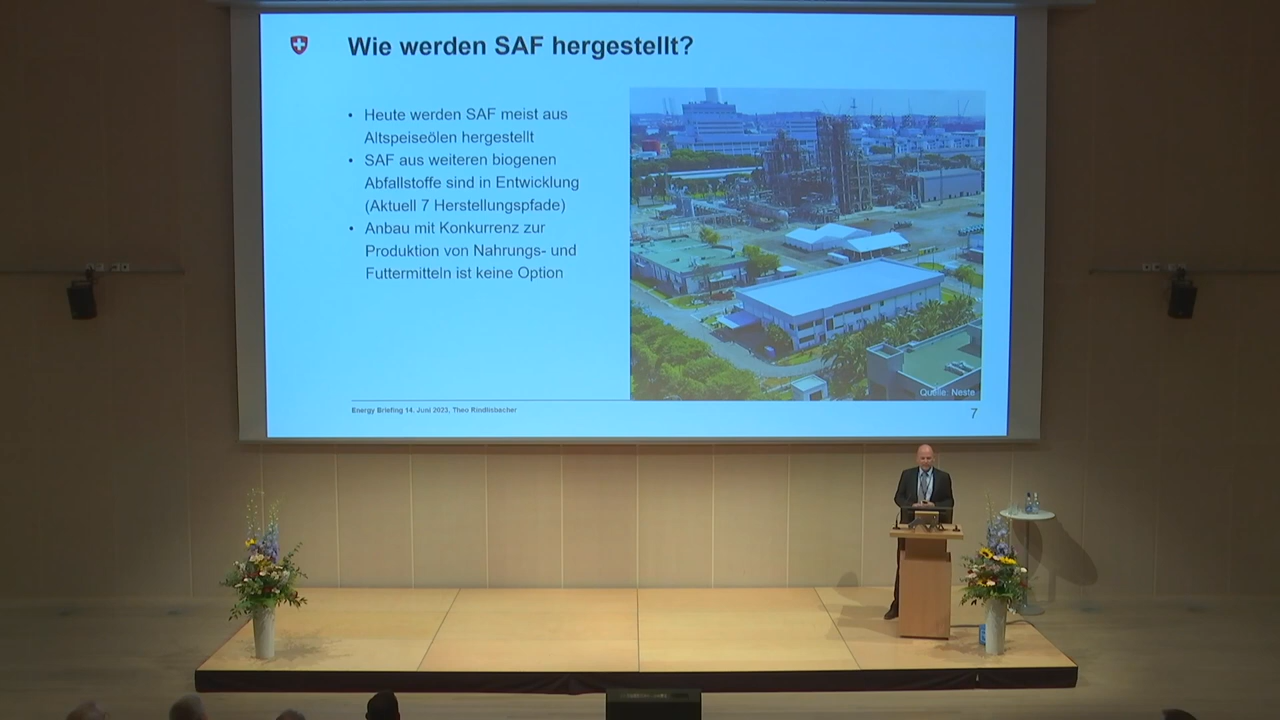 Wie werden SAF hergestellt?
• Heute werden SAF meist aus
Altspeiseölen hergestellt
• SAF aus weiteren biogenen
Abfallstoffe sind in Entwicklung
(Aktuell 7 Herstellungspfade)
• Anbau mit Konkurrenz zur
Produktion von Nahrungs- und
Futtermitteln ist keine Option
Quelle: Neste
Energy Briefing 14. Juni 2023, Theo Rindlisbacher
7